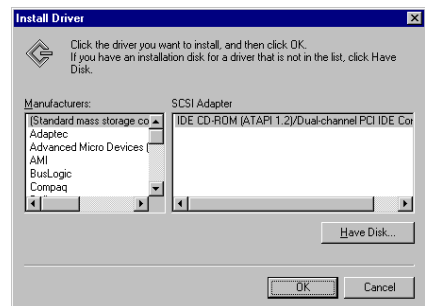 Install Driver
Click the driver you want to install, and then click OK.
If you have an installation disk for a driver that is not in the list, click Have
Disk.
Manufacturers:
SCSI Adapter
(Standard mass storage co
IDE CD-ROM (ATAPI 1.2)/Dual-channel PCI IDE Cor
Adaptec
Advanced Micro Devices (
AMI
BusLogic
Compaq
Have Disk...
OK
Cancel